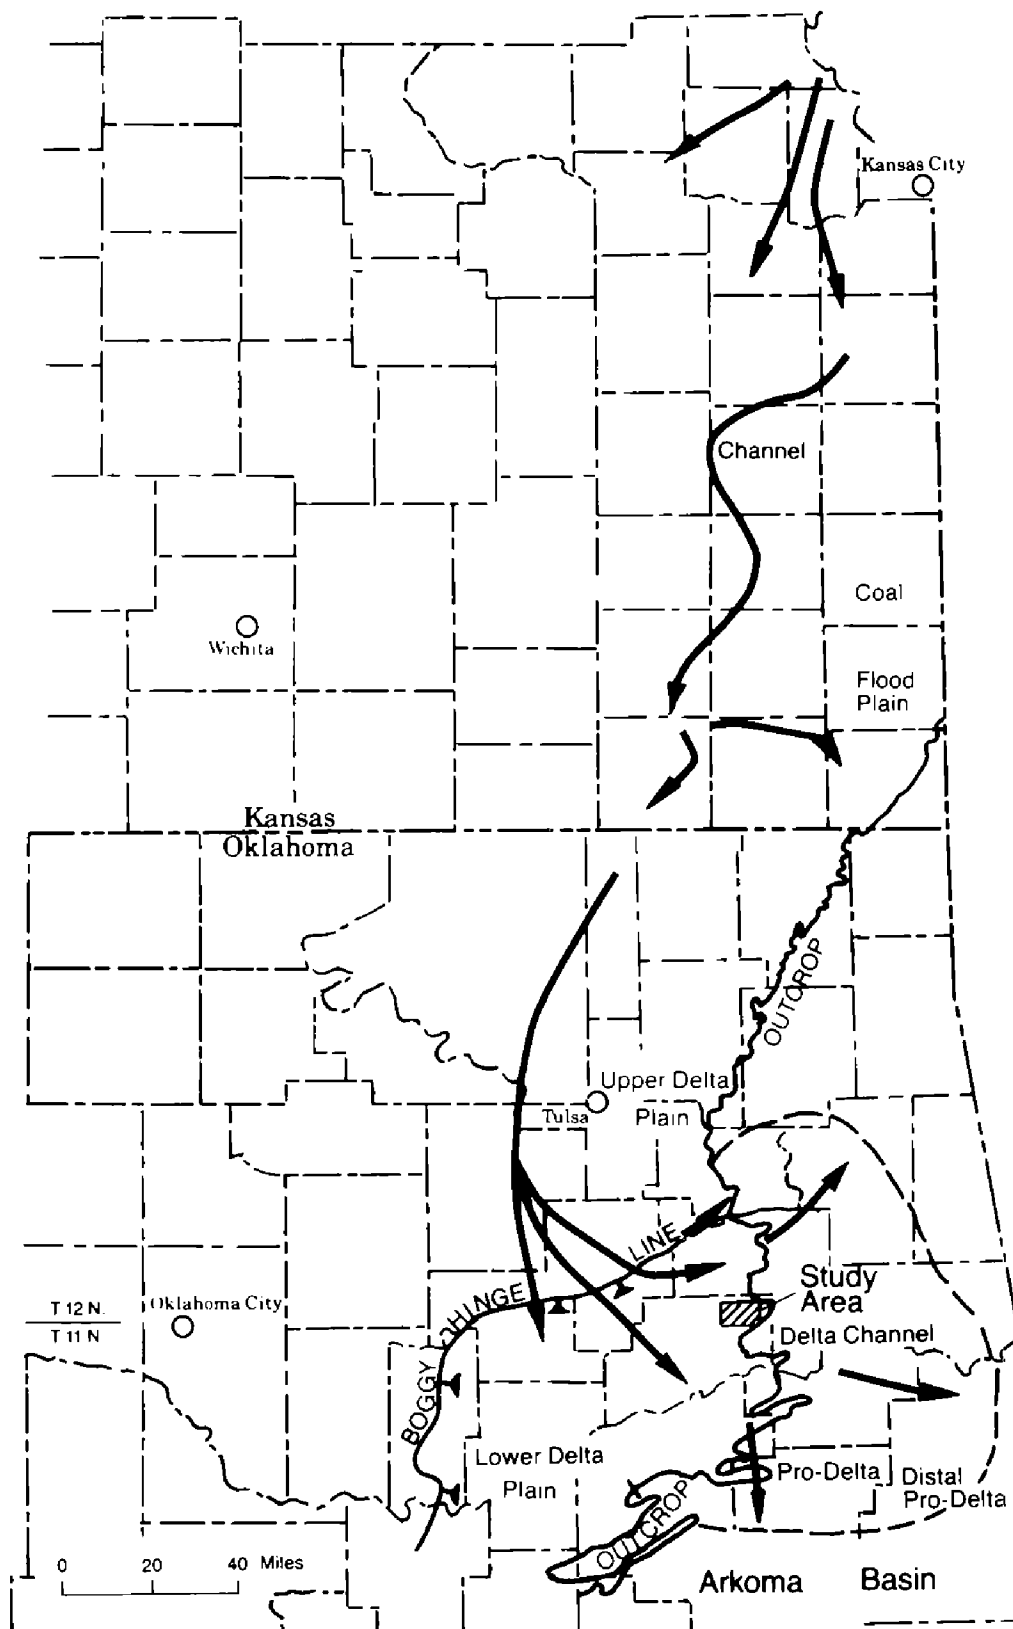 Kansas City
Channel
Coal
Wichita
Flood
Plain
Kansas
Oklahoma
OUTCROP
Upper Delta
Plain
Tulsa
LINE
HINGE
BOGGY
Study
Area
T 12 N.
T 11 N
Oklahoma City
Delta Channel
Lower Delta
Plain
Pro-Delta
Distal
Pro-Delta
OUTCROP
0 20 40 Miles
Arkoma Basin